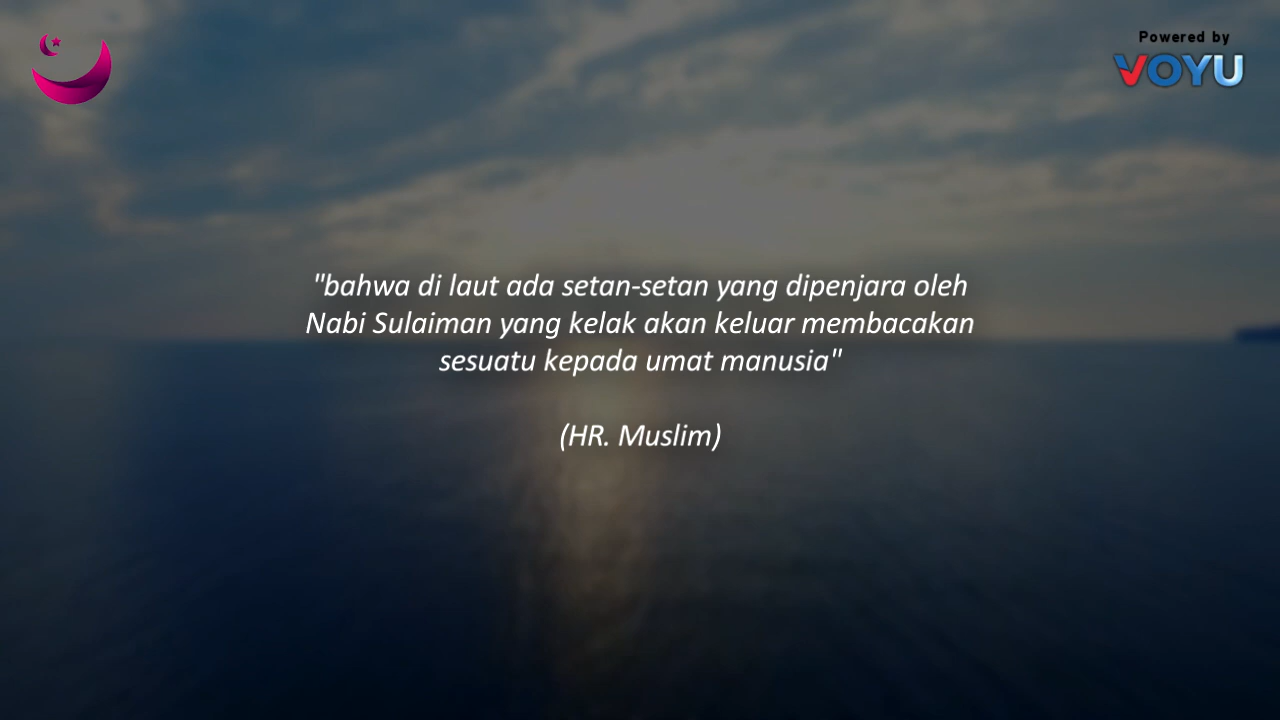 Powered by
VOYU
"bahwa di laut ada setan-setan yang dipenjara oleh
Nabi Sulaiman yang kelak akan keluar membacakan
sesuatu kepada umat manusia"
(HR. Muslim)